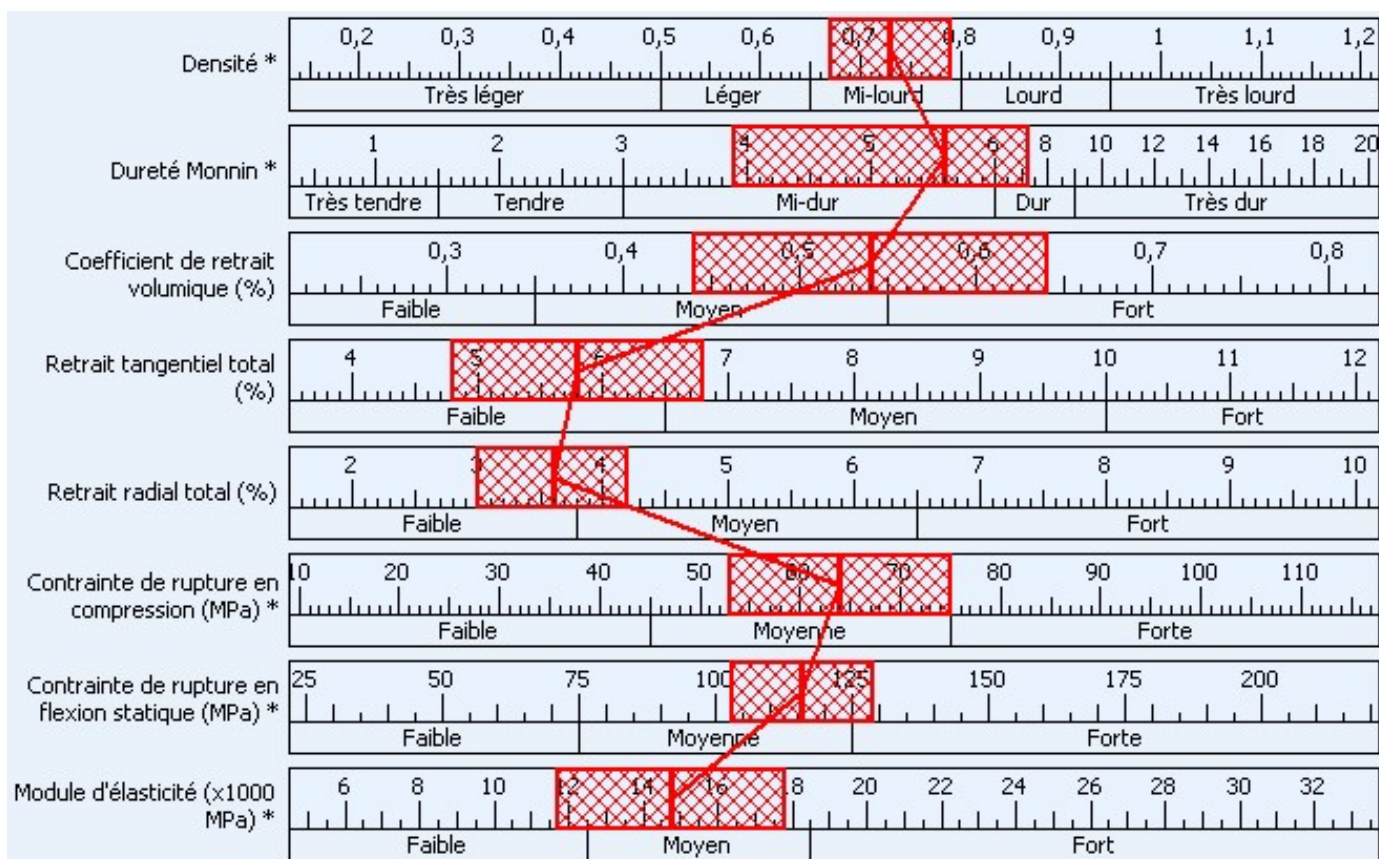 0,2 0,3 0,4 0,5 0,6 0,7 0,8 0,9 1 1,1 1,2
Densité *
Très léger Léger Mi-lourd Lourd Très lourd
1 2 3 4 5 6 8 10 12 14 16 18 20
Dureté Monnin *
Très tendre Tendre Mi-dur Dur Très dur
0,3 0,4 0,5 0,6 0,7 0,8
Coefficient de retrait
volumique (%)
Faible Moyen Fort
4 5 6 7 8 9 10 11 12
Retrait tangentiel total
(%)
Faible Moyen Fort
2 3 4 5 6 7 8 9 10
Retrait radial total (%)
Faible Moyen Fort
10 20 30 40 50 60 70 80 90 100 110
Contrainte de rupture en
compression (MPa) *
Faible Moyenne Forte
25 50 75 100 125 150 175 200
Contrainte de rupture en
flexion statique (MPa) *
Faible Moyenne Forte
6 8 10 12 14 16 18 20 22 24 26 28 30 32
Module d'élasticité (x1000
MPa) *
Faible Moyen Fort